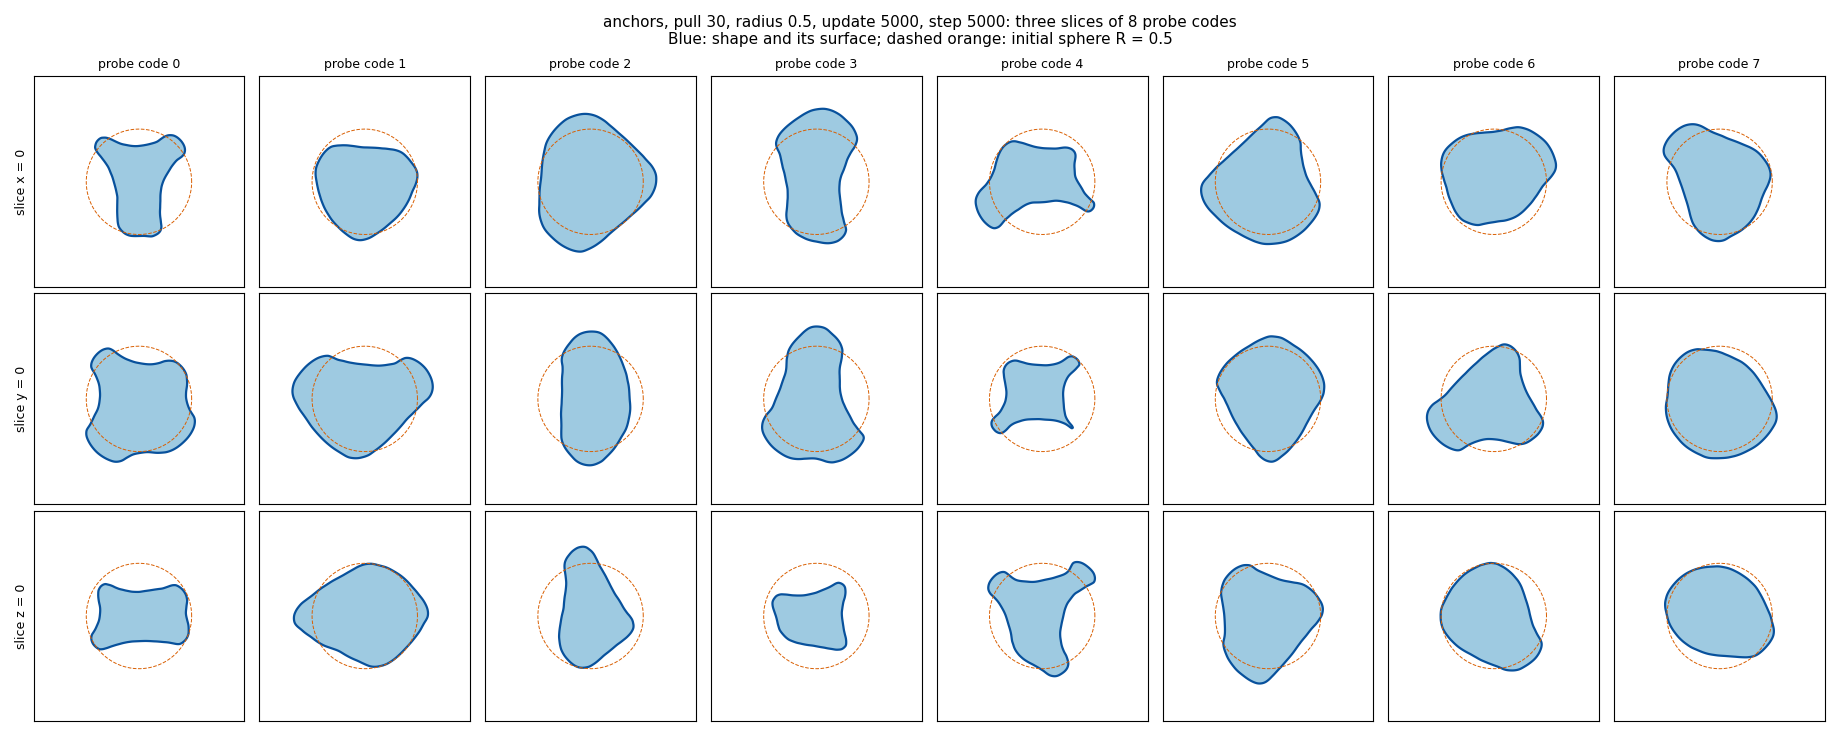 anchors, pull 30, radius 0.5, update 5000, step 5000: three slices of 8 probe codes
Blue: shape and its surface; dashed orange: initial sphere R = 0.5
probe code 0
probe code 1
probe code 2
probe code 3
probe code 4
probe code 5
probe code 6
probe code 7
slice x = 0
slice y = 0
slice z = 0